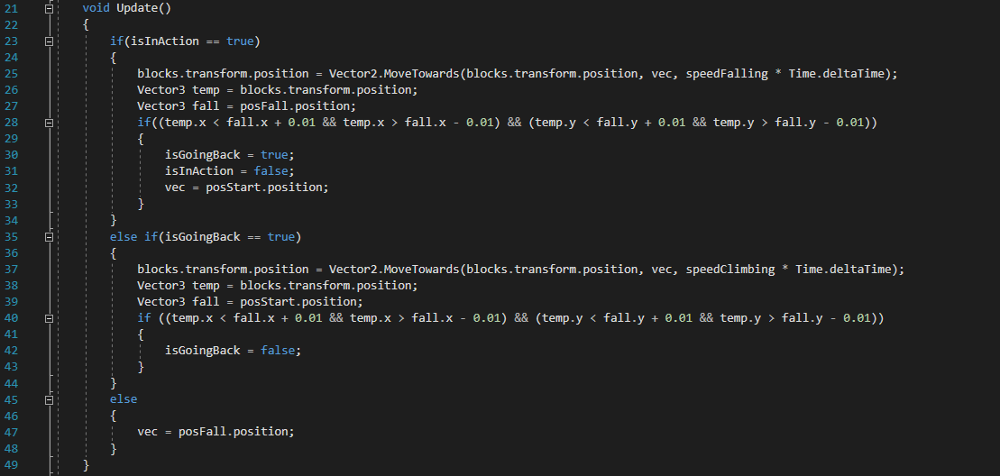 21 void Update()
22 {
23 if(isInAction == true)
24 {
25 blocks.transform.position = Vector2.MoveTowards(blocks.transform.position, vec, speedFalling * Time.deltaTime);
26 Vector3 temp = blocks.transform.position;
27 Vector3 fall = posFall.position;
28 if((temp.x < fall.x + 0.01 && temp.x > fall.x - 0.01) && (temp.y < fall.y + 0.01 && temp.y > fall.y - 0.01))
29 {
30 isGoingBack = true;
31 isInAction = false;
32 vec = posStart.position;
33 }
34 }
35 else if(isGoingBack == true)
36 {
37 blocks.transform.position = Vector2.MoveTowards(blocks.transform.position, vec, speedClimbing * Time.deltaTime);
38 Vector3 temp = blocks.transform.position;
39 Vector3 fall = posStart.position;
40 if ((temp.x < fall.x + 0.01 && temp.x > fall.x - 0.01) && (temp.y < fall.y + 0.01 && temp.y > fall.y - 0.01))
41 {
42 isGoingBack = false;
43 }
44 }
45 else
46 {
47 vec = posFall.position;
48 }
49 }